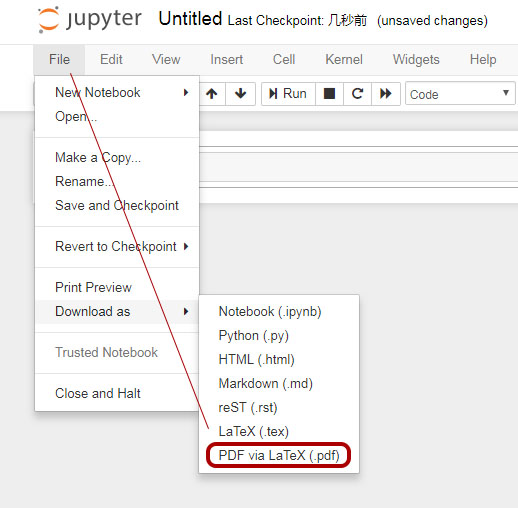 jupyter Untitled Last Checkpoint: 几秒前 (unsaved changes)
File Edit View Insert Cell Kernel Widgets Help
Run Code
New Notebook
Open...
Make a Copy...
Rename...
Save and Checkpoint
Revert to Checkpoint
Print Preview
Download as
Trusted Notebook
Close and Halt
Notebook (.ipynb)
Python (.py)
HTML (.html)
Markdown (.md)
reST (.rst)
LaTeX (.tex)
PDF via LaTeX (.pdf)